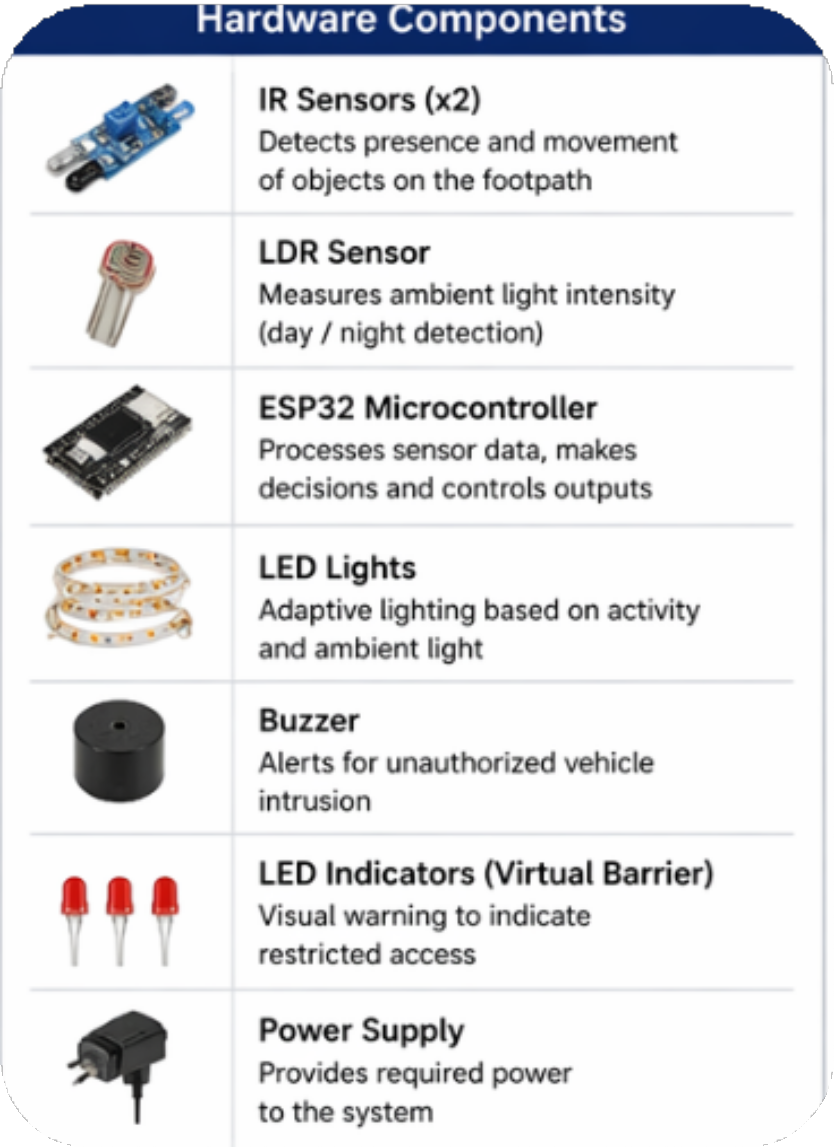 Hardware Components
IR Sensors (x2)
Detects presence and movement
of objects on the footpath
LDR Sensor
Measures ambient light intensity
(day / night detection)
ESP32 Microcontroller
Processes sensor data, makes
decisions and controls outputs
LED Lights
Adaptive lighting based on activity
and ambient light
Buzzer
Alerts for unauthorized vehicle
intrusion
LED Indicators (Virtual Barrier)
Visual warning to indicate
restricted access
Power Supply
Provides required power
to the system